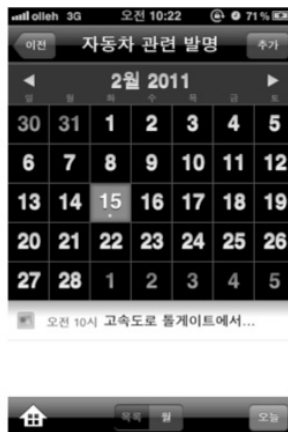 olleh 3G 오전 10:22 71%
이전 자동차 관련 발명 추가
2월 2011
일 월 화 수 목 금 토
30 31 1 2 3 4 5
6 7 8 9 10 11 12
13 14 15 16 17 18 19
20 21 22 23 24 25 26
27 28 1 2 3 4 5
오전 10시 고속도로 톨게이트에서...
목록 월 오늘